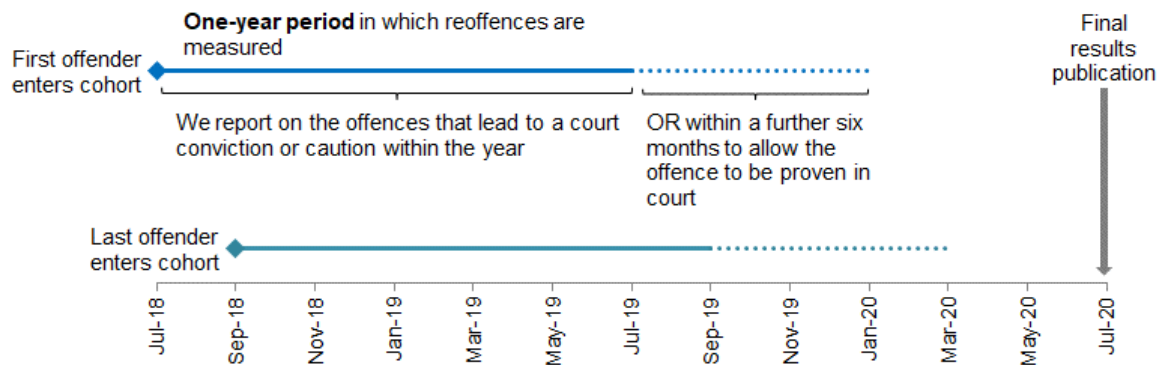 One-year period in which reoffences are
measured
First offender
enters cohort
Final
results
publication
We report on the offences that lead to a court
conviction or caution within the year
OR within a further six
months to allow the
offence to be proven in
court
Last offender
enters cohort
Jul-18
Sep-18
Nov-18
Jan-19
Mar-19
May-19
Jul-19
Sep-19
Nov-19
Jan-20
Mar-20
May-20
Jul-20